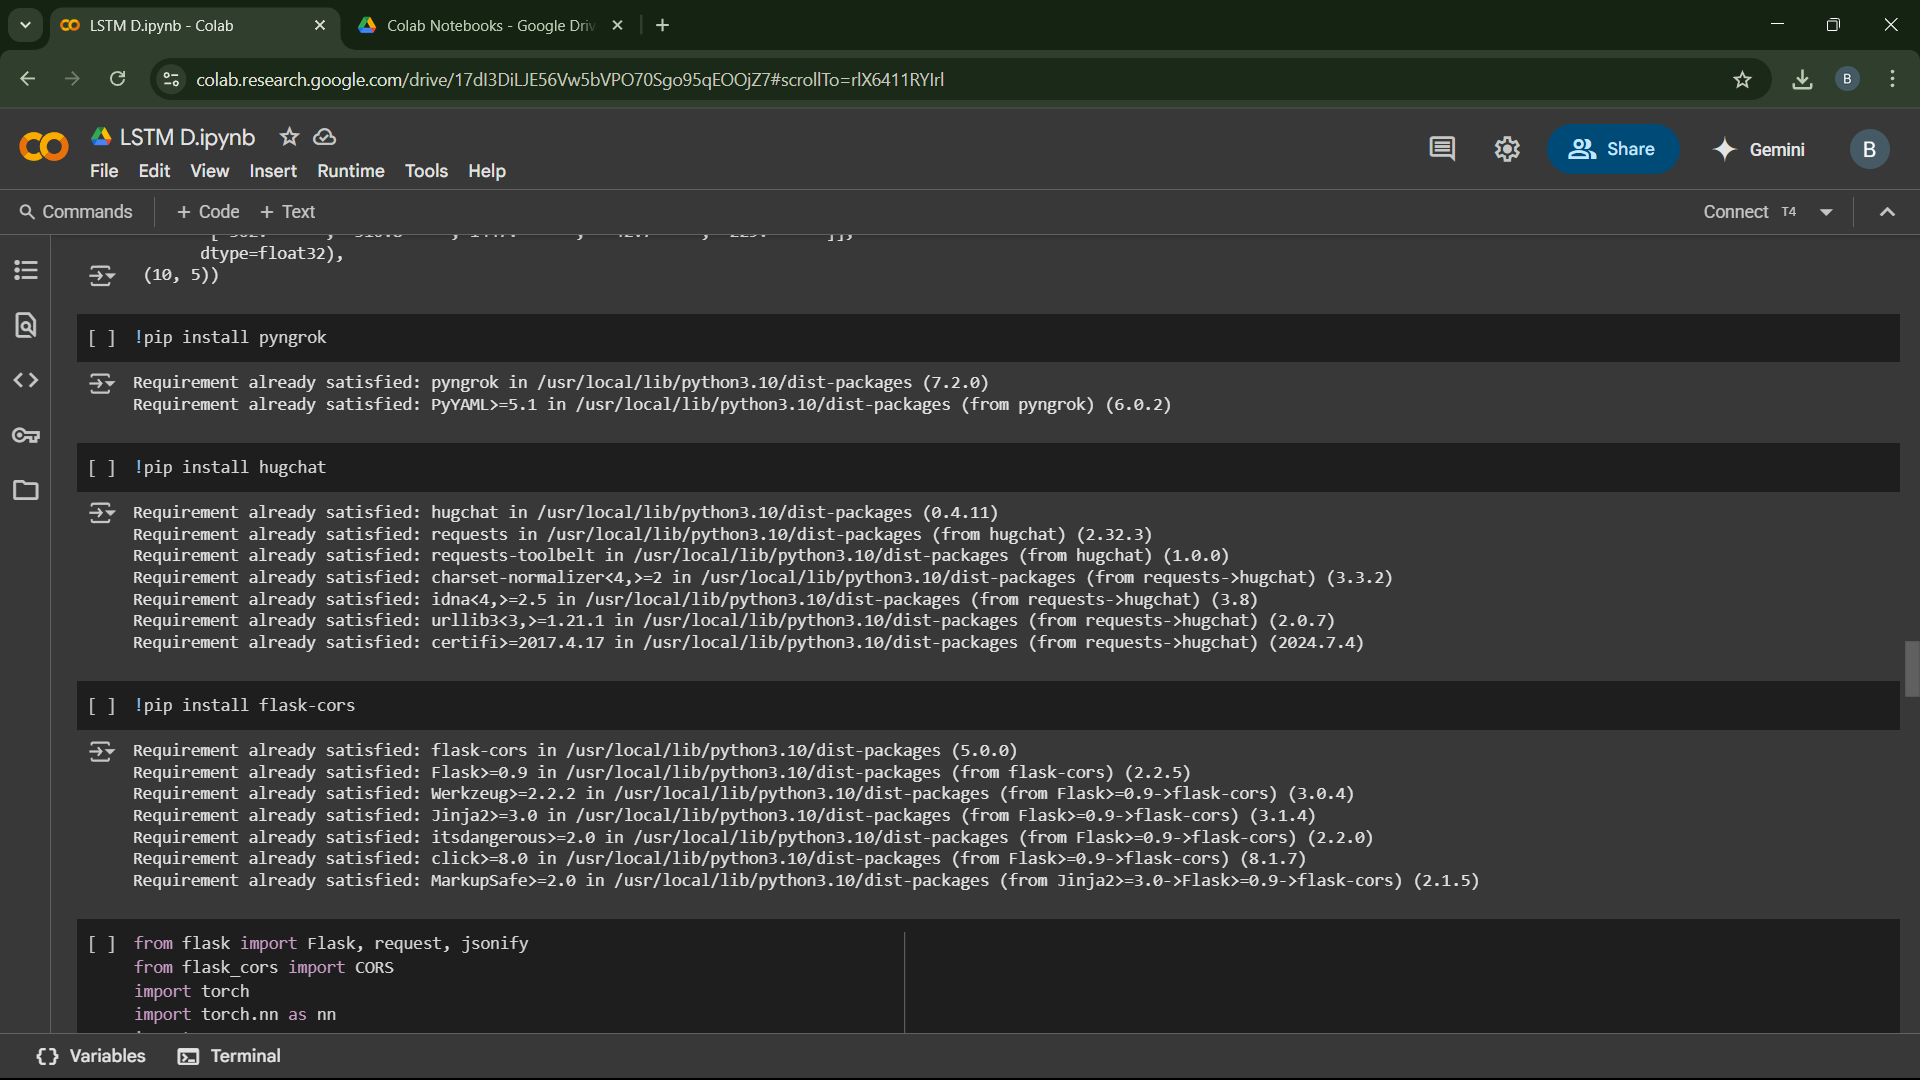 LSTM D.ipynb - Colab
Colab Notebooks - Google Driv
colab.research.google.com/drive/17dI3DiLJE56Vw5bVPO70Sgo95qEOOjZ7#scrollTo=rlX6411RYIrl
B
LSTM D.ipynb
File Edit View Insert Runtime Tools Help
Share
Gemini
B
Commands + Code + Text
Connect T4
dtype=float32),
(10, 5))
[ ] !pip install pyngrok
Requirement already satisfied: pyngrok in /usr/local/lib/python3.10/dist-packages (7.2.0)
Requirement already satisfied: PyYAML>=5.1 in /usr/local/lib/python3.10/dist-packages (from pyngrok) (6.0.2)
[ ] !pip install hugchat
Requirement already satisfied: hugchat in /usr/local/lib/python3.10/dist-packages (0.4.11)
Requirement already satisfied: requests in /usr/local/lib/python3.10/dist-packages (from hugchat) (2.32.3)
Requirement already satisfied: requests-toolbelt in /usr/local/lib/python3.10/dist-packages (from hugchat) (1.0.0)
Requirement already satisfied: charset-normalizer<4,>=2 in /usr/local/lib/python3.10/dist-packages (from requests->hugchat) (3.3.2)
Requirement already satisfied: idna<4,>=2.5 in /usr/local/lib/python3.10/dist-packages (from requests->hugchat) (3.8)
Requirement already satisfied: urllib3<3,>=1.21.1 in /usr/local/lib/python3.10/dist-packages (from requests->hugchat) (2.0.7)
Requirement already satisfied: certifi>=2017.4.17 in /usr/local/lib/python3.10/dist-packages (from requests->hugchat) (2024.7.4)
[ ] !pip install flask-cors
Requirement already satisfied: flask-cors in /usr/local/lib/python3.10/dist-packages (5.0.0)
Requirement already satisfied: Flask>=0.9 in /usr/local/lib/python3.10/dist-packages (from flask-cors) (2.2.5)
Requirement already satisfied: Werkzeug>=2.2.2 in /usr/local/lib/python3.10/dist-packages (from Flask>=0.9->flask-cors) (3.0.4)
Requirement already satisfied: Jinja2>=3.0 in /usr/local/lib/python3.10/dist-packages (from Flask>=0.9->flask-cors) (3.1.4)
Requirement already satisfied: itsdangerous>=2.0 in /usr/local/lib/python3.10/dist-packages (from Flask>=0.9->flask-cors) (2.2.0)
Requirement already satisfied: click>=8.0 in /usr/local/lib/python3.10/dist-packages (from Flask>=0.9->flask-cors) (8.1.7)
Requirement already satisfied: MarkupSafe>=2.0 in /usr/local/lib/python3.10/dist-packages (from Jinja2>=3.0->Flask>=0.9->flask-cors) (2.1.5)
[ ] from flask import Flask, request, jsonify
from flask_cors import CORS
import torch
import torch.nn as nn
Variables Terminal